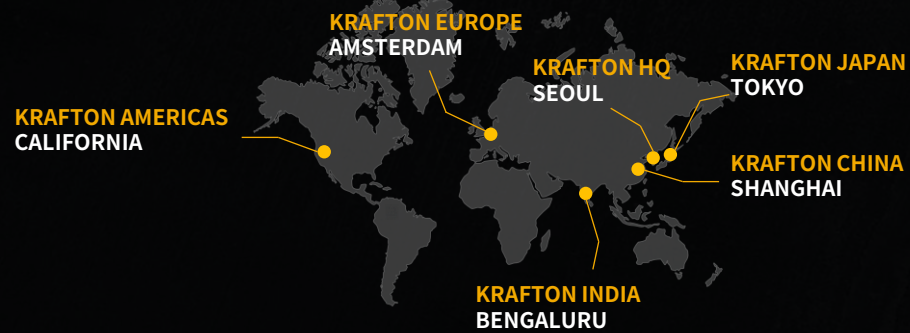 KRAFTON EUROPE
AMSTERDAM
KRAFTON HQ
SEOUL
KRAFTON JAPAN
TOKYO
KRAFTON AMERICAS
CALIFORNIA
KRAFTON CHINA
SHANGHAI
KRAFTON INDIA
BENGALURU